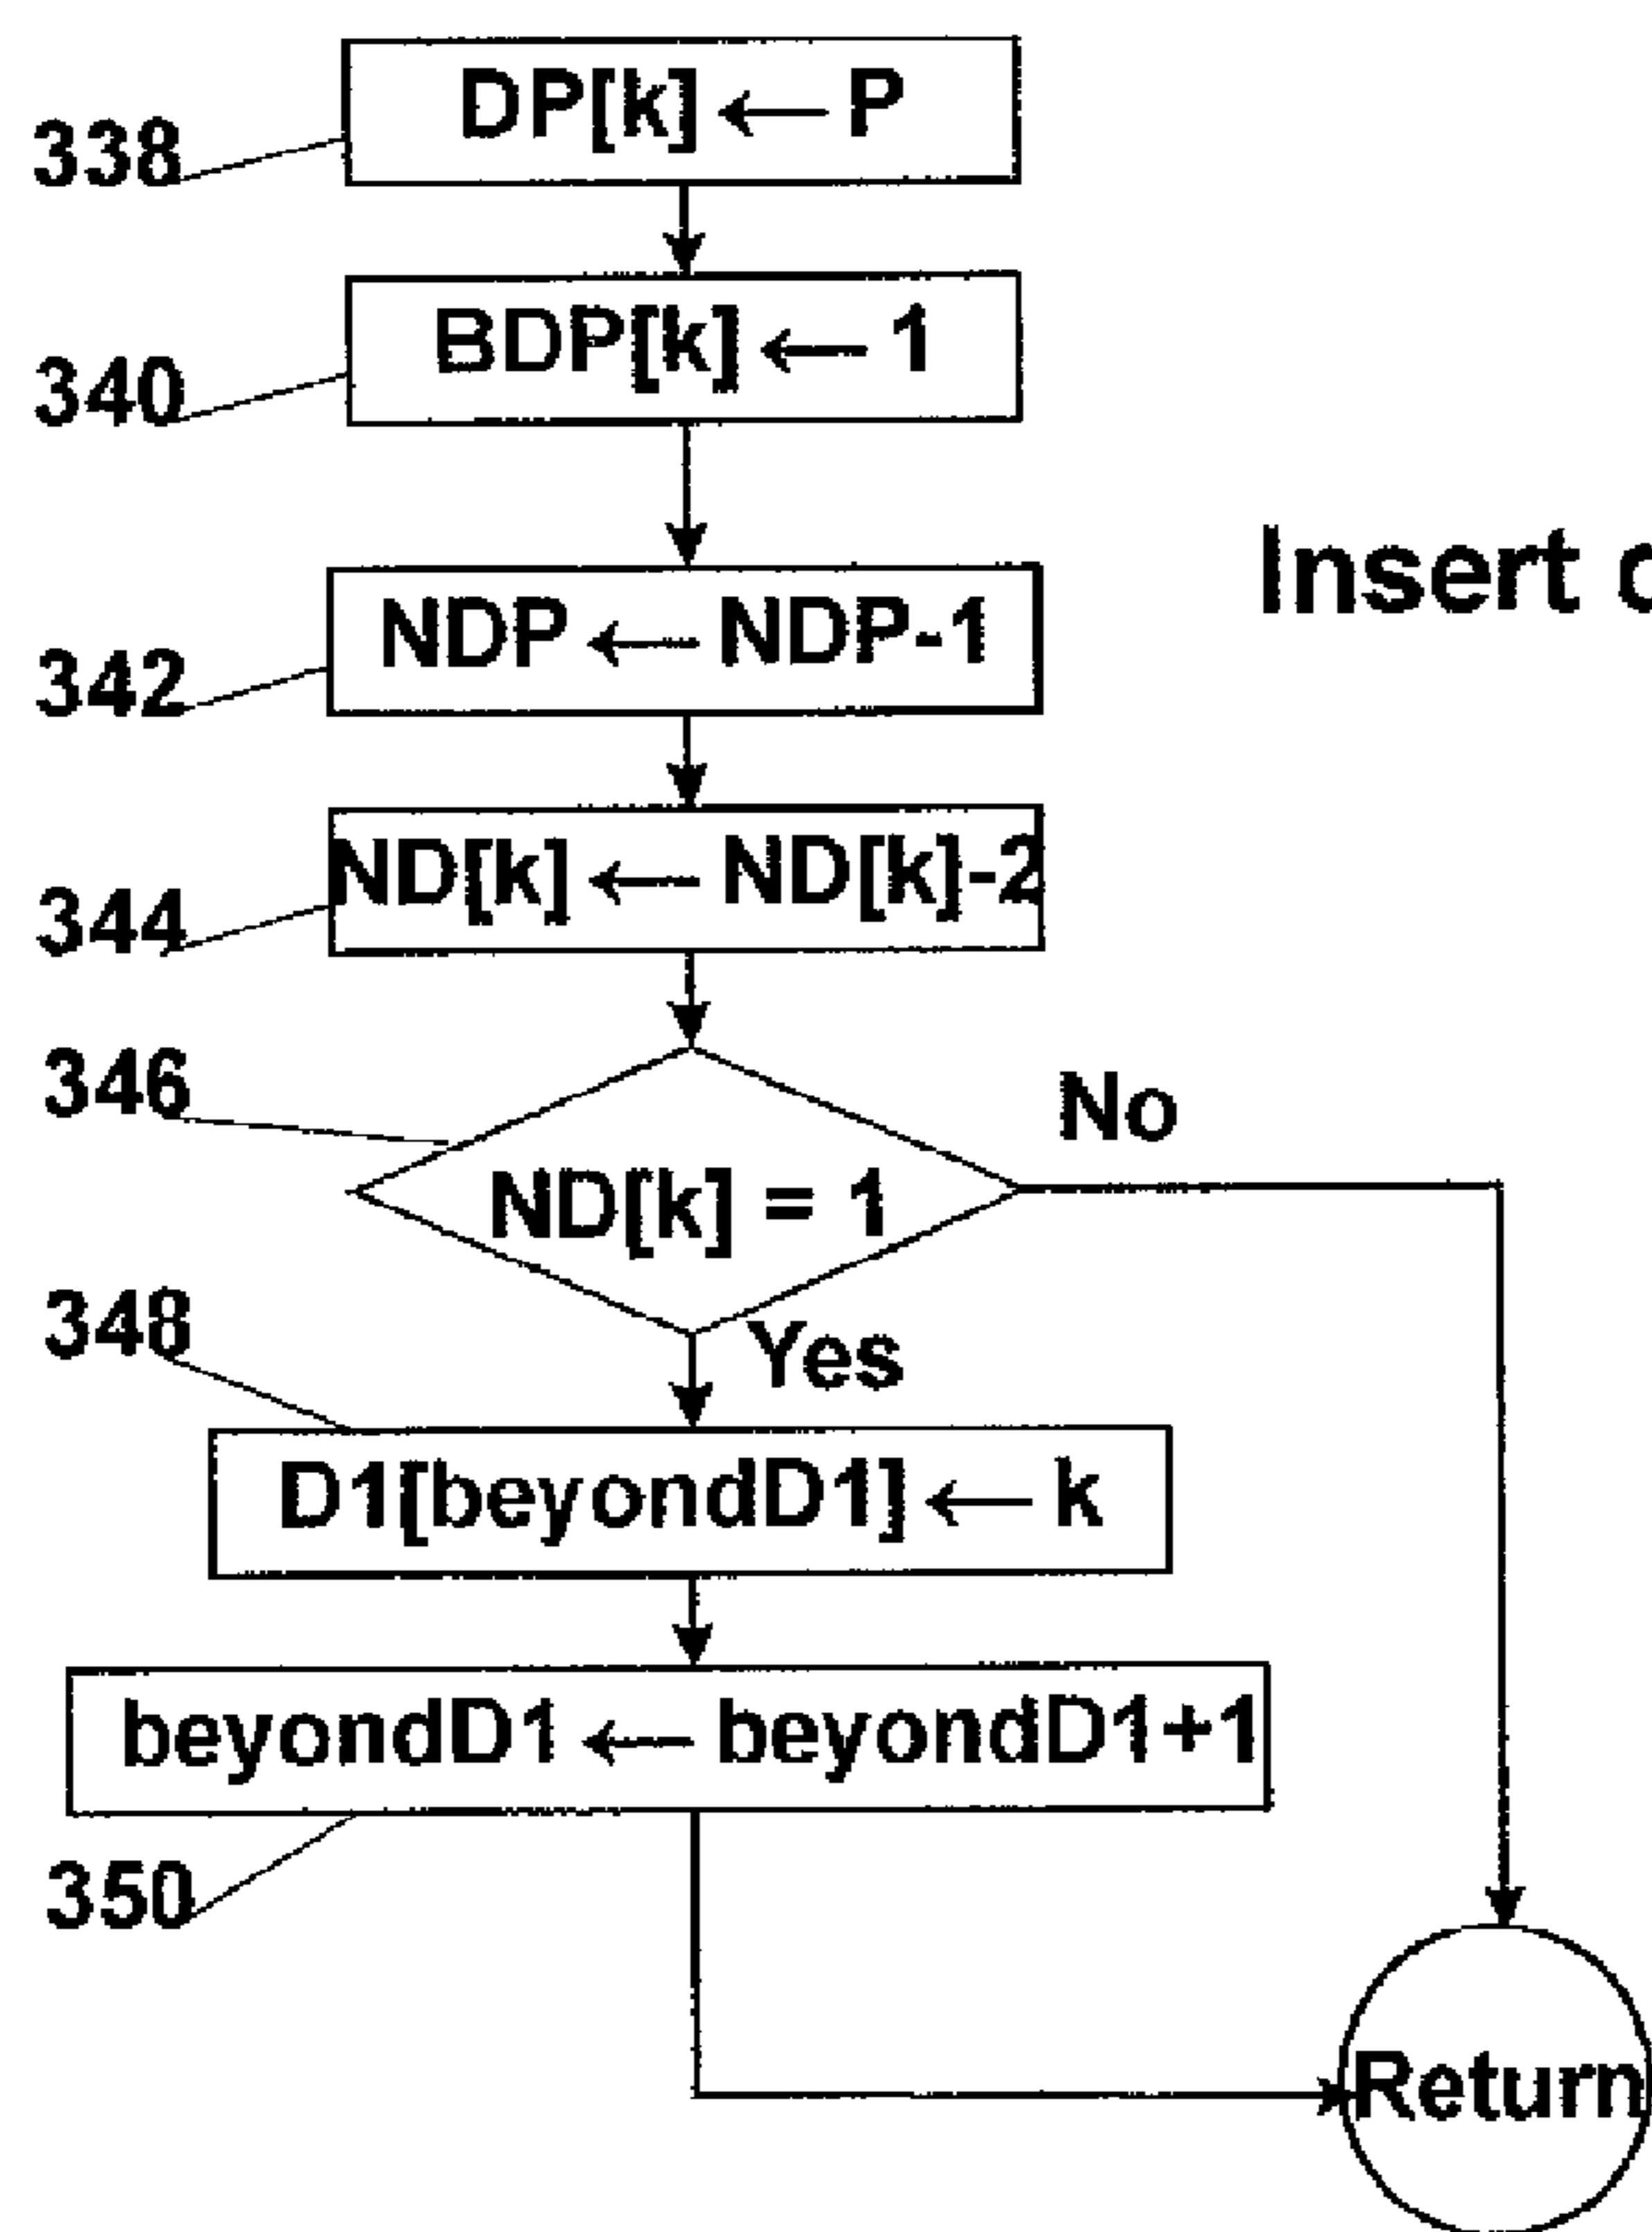 DP[k] ← P
338
BDP[k] ← 1
340
Insert
NDP ← NDP-1
342
ND[k] ← ND[k]-2
344
346
No
ND[k] = 1
348
Yes
D1[beyondD1] ← k
beyondD1 ← beyondD1+1
350
Return